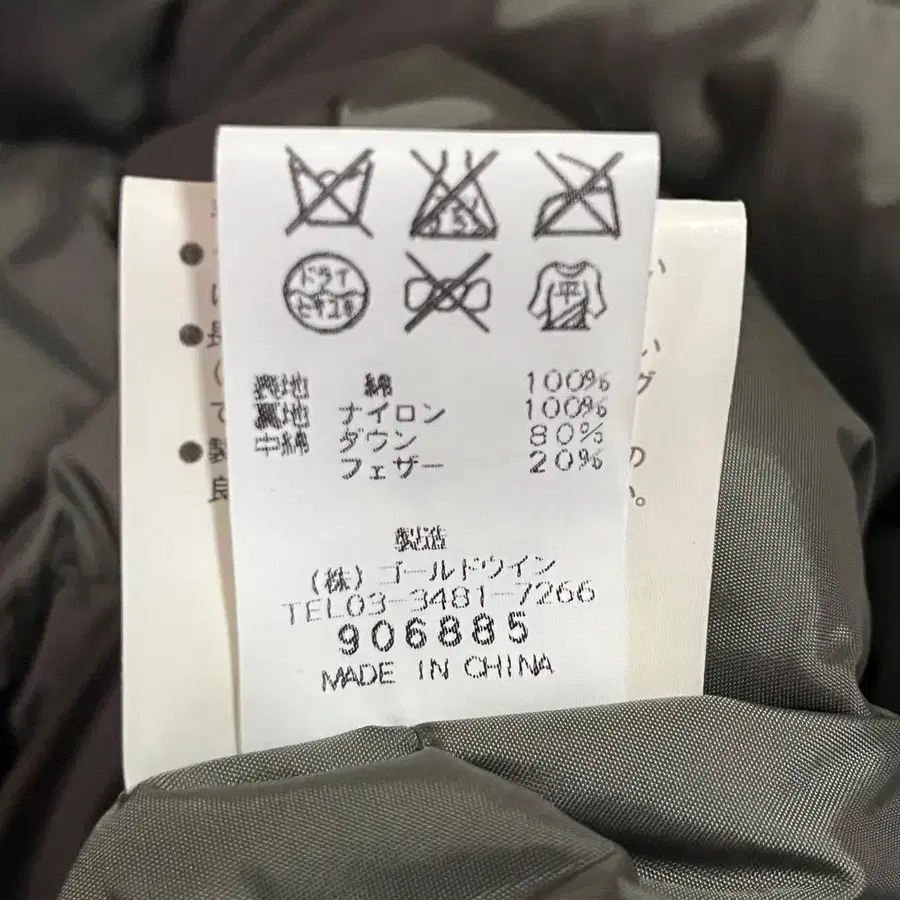 ドライ
セキユ系
平
表地 綿 100%
裏地 ナイロン 100%
中綿 ダウン 80%
フェザー 20%
製造
(株)ゴールドウイン
TEL03-3481-7266
906885
MADE IN CHINA